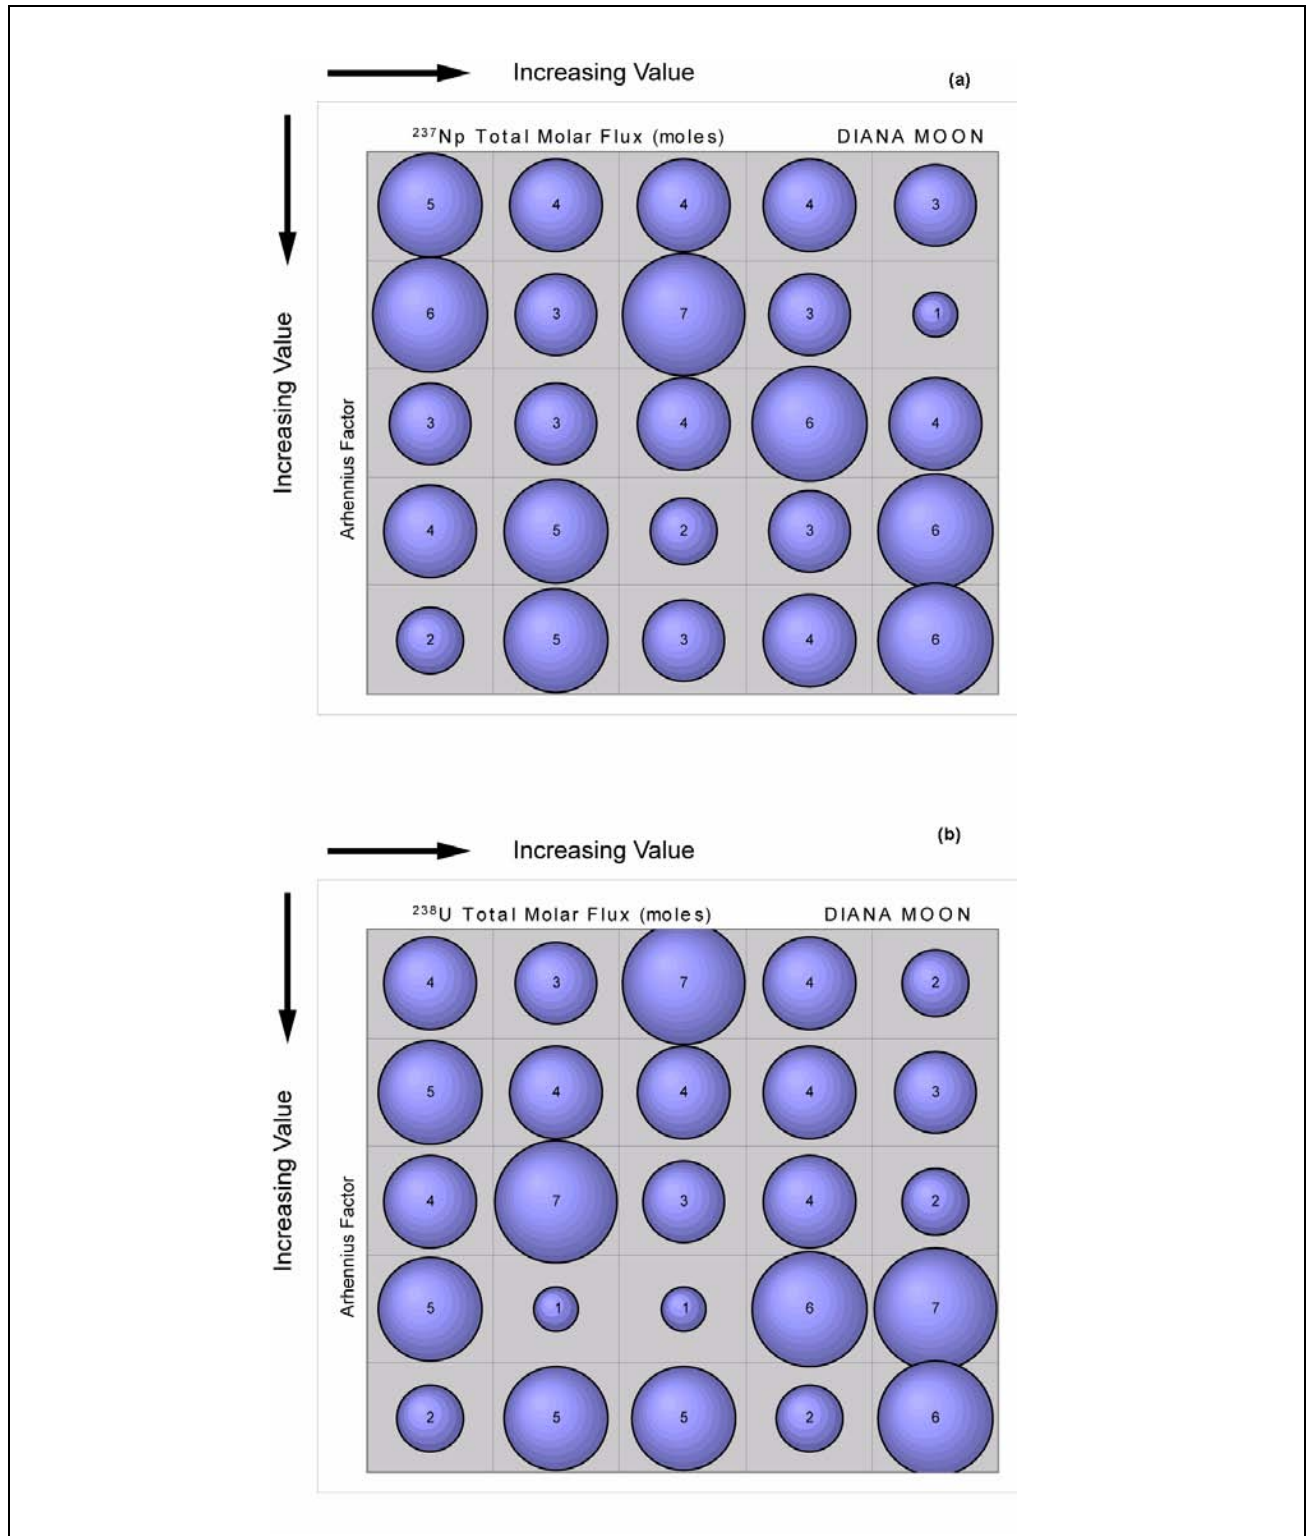 Increasing Value
(a)
Increasing Value
²³⁷Np Total Molar Flux (moles) DIANA MOON
Arhennius Factor
5 4 4 4 3
6 3 7 3 1
3 3 4 6 4
4 5 2 3 6
2 5 3 4 6
(b)
Increasing Value
Increasing Value
²³⁸U Total Molar Flux (moles) DIANA MOON
Arhennius Factor
4 3 7 4 2
5 4 4 4 3
4 7 3 4 2
5 1 1 6 7
2 5 5 2 6